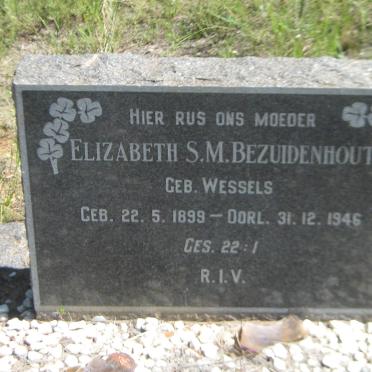 HIER RUS ONS MOEDER
ELIZABETH S.M. BEZUIDENHOUT
GEB. WESSELS
GEB. 22. 5. 1899 — OORL. 31. 12. 1946
GES. 22:1
R.I.V.